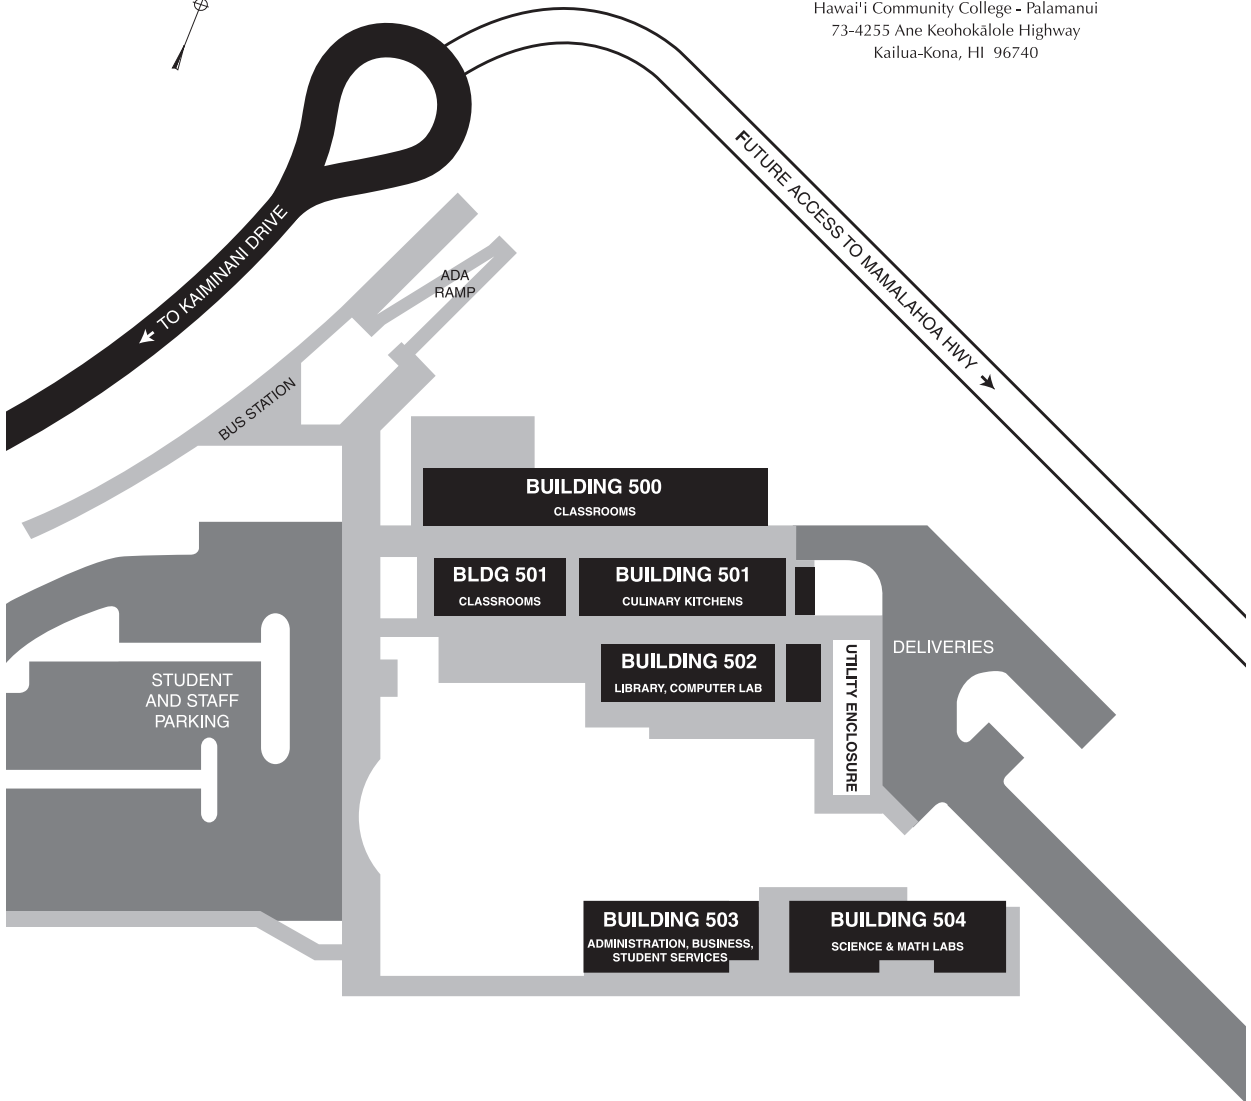 Hawai'i Community College - Palamanui
73-4255 Ane Keohokālole Highway
Kailua-Kona, HI 96740
FUTURE ACCESS TO MAMALAHOA HWY
TO KAIMINANI DRIVE
ADA
RAMP
BUS STATION
BUILDING 500
CLASSROOMS
BLDG 501
CLASSROOMS
BUILDING 501
CULINARY KITCHENS
BUILDING 502
LIBRARY, COMPUTER LAB
UTILITY ENCLOSURE
DELIVERIES
STUDENT
AND STAFF
PARKING
BUILDING 503
ADMINISTRATION, BUSINESS,
STUDENT SERVICES
BUILDING 504
SCIENCE & MATH LABS